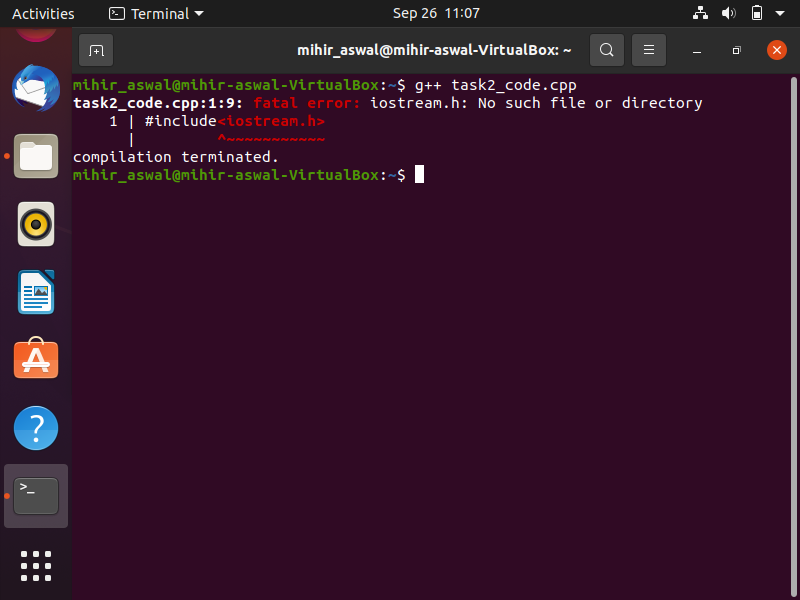 Activities Terminal Sep 26 11:07
mihir_aswal@mihir-aswal-VirtualBox: ~
mihir_aswal@mihir-aswal-VirtualBox:~$ g++ task2_code.cpp
task2_code.cpp:1:9: fatal error: iostream.h: No such file or directory
    1 | #include<iostream.h>
      |         ^~~~~~~~~~~~
compilation terminated.
mihir_aswal@mihir-aswal-VirtualBox:~$
?
>_